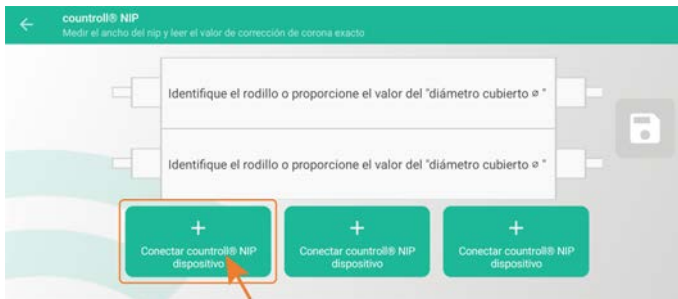 countroll® NIP
Medir el ancho del nip y leer el valor de corrección de corona exacto
Identifique el rodillo o proporcione el valor del "diámetro cubierto ø "
Identifique el rodillo o proporcione el valor del "diámetro cubierto ø "
+ + +
Conectar countroll® NIP Conectar countroll® NIP Conectar countroll® NIP
dispositivo dispositivo dispositivo